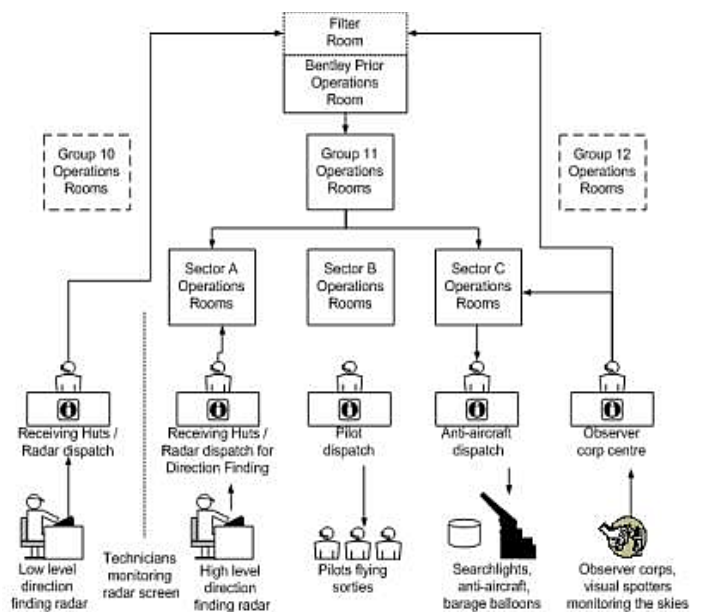 Filter
Room
Bentley Prior
Operations
Room
Group 10
Operations
Rooms
Group 11
Operations
Rooms
Group 12
Operations
Rooms
Sector A
Operations
Rooms
Sector B
Operations
Rooms
Sector C
Operations
Rooms
Receiving Huts /
Radar dispatch
Receiving Huts /
Radar dispatch for
Direction Finding
Pilot
dispatch
Anti-aircraft
dispatch
Observer
corp centre
Low level
direction
finding radar
Technicians
monitoring
radar screen
High level
direction
finding radar
Pilots flying
sorties
Searchlights,
anti-aircraft,
barage balloons
Observer corps,
visual spotters
monitoring the skies